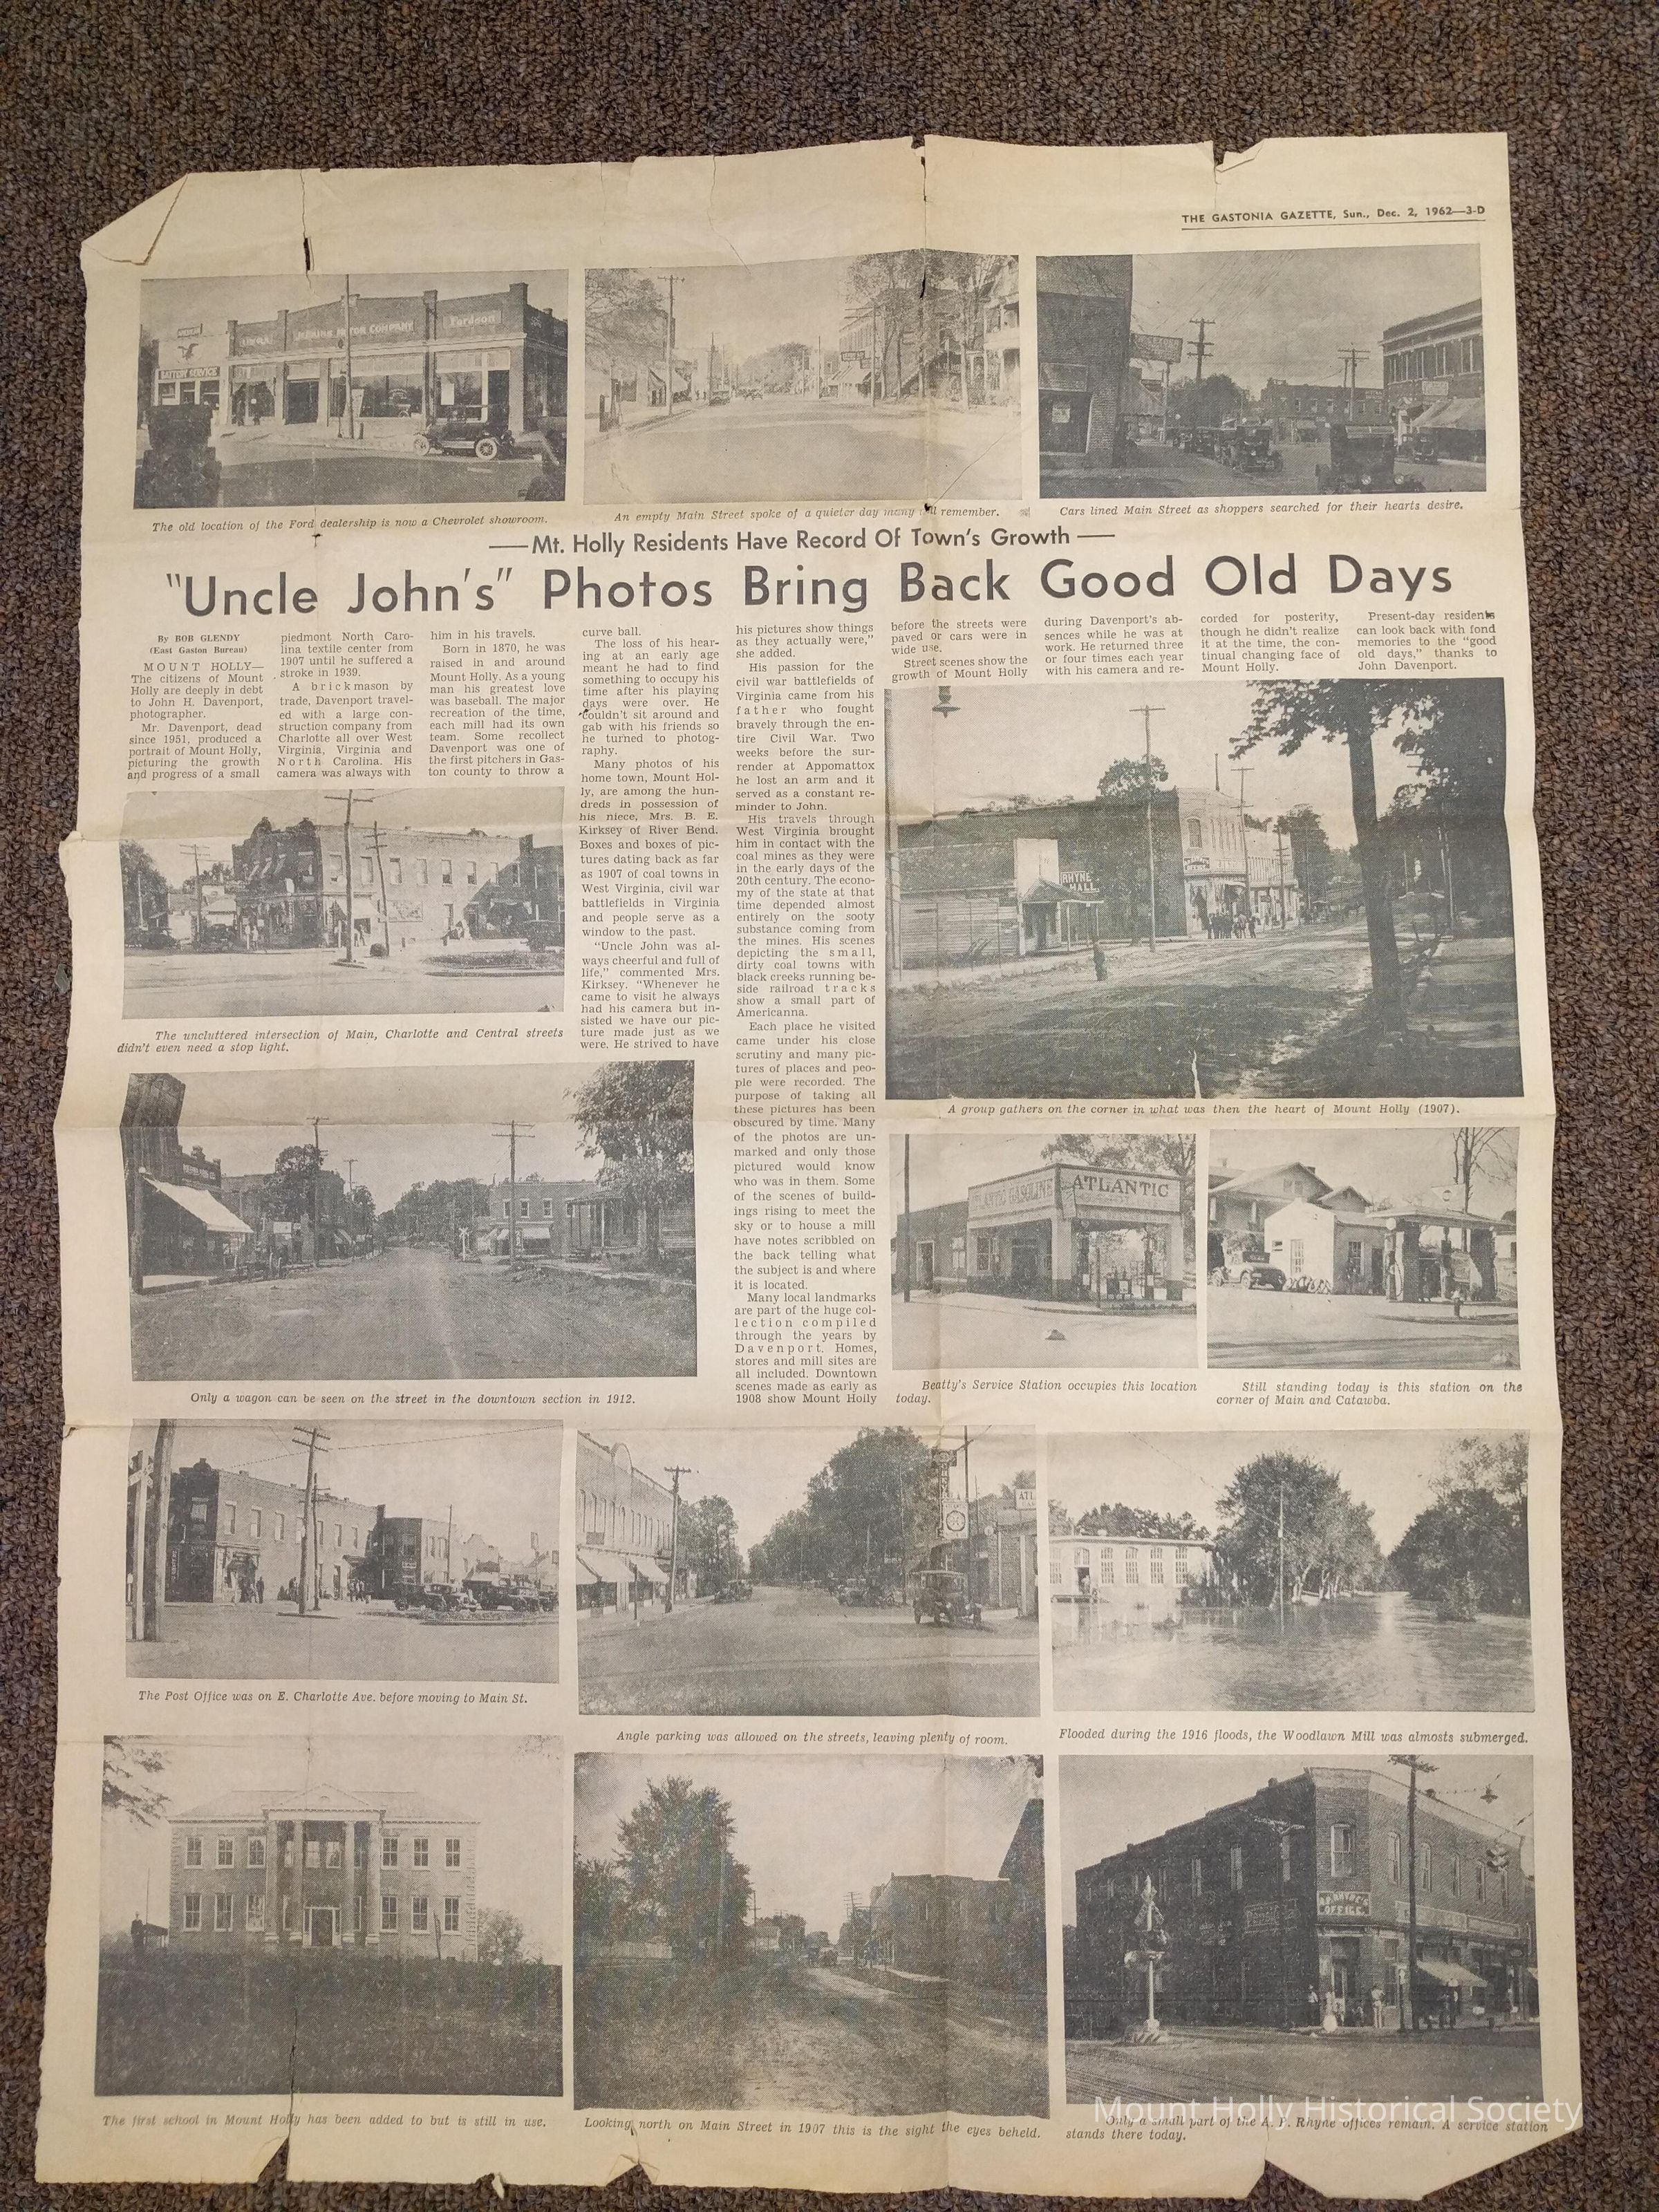 THE GASTONIA GAZETTE, Sun., Dec. 2, 1962—3-D
BATTERY SERVICE
MOTOR COMPANY
Fordson
The old location of the Ford dealership is now a Chevrolet showroom.
An empty Main Street spoke of a quieter day many will remember.
Cars lined Main Street as shoppers searched for their hearts desire.
—Mt. Holly Residents Have Record Of Town's Growth—
"Uncle John's" Photos Bring Back Good Old Days
By BOB GLENDY
(East Gaston Bureau)
MOUNT HOLLY—
The citizens of Mount
Holly are deeply in debt
to John H. Davenport,
photographer.
Mr. Davenport, dead
since 1951, produced a
portrait of Mount Holly,
picturing the growth
and progress of a small
piedmont North Caro-
lina textile center from
1907 until he suffered a
stroke in 1939.
A brickmason by
trade, Davenport travel-
ed with a large con-
struction company from
Charlotte all over West
Virginia, Virginia and
North Carolina. His
camera was always with
him in his travels.
Born in 1870, he was
raised in and around
Mount Holly. As a young
man his greatest love
was baseball. The major
recreation of the time,
each mill had its own
team. Some recollect
Davenport was one of
the first pitchers in Gas-
ton county to throw a
curve ball.
The loss of his hear-
ing at an early age
meant he had to find
something to occupy his
time after his playing
days were over. He
couldn't sit around and
gab with his friends so
he turned to photog-
raphy.
Many photos of his
home town, Mount Hol-
ly, are among the hun-
dreds in possession of
his niece, Mrs. B. E.
Kirksey of River Bend.
Boxes and boxes of pic-
tures dating back as far
as 1907 of coal towns in
West Virginia, civil war
battlefields in Virginia
and people serve as a
window to the past.
"Uncle John was al-
ways cheerful and full of
life," commented Mrs.
Kirksey. "Whenever he
came to visit he always
had his camera but in-
sisted we have our pic-
ture made just as we
were. He strived to have
his pictures show things
as they actually were,"
she added.
His passion for the
civil war battlefields of
Virginia came from his
father who fought
bravely through the en-
tire Civil War. Two
weeks before the sur-
render at Appomattox
he lost an arm and it
served as a constant re-
minder to John.
His travels through
West Virginia brought
him in contact with the
coal mines as they were
in the early days of the
20th century. The econo-
my of the state at that
time depended almost
entirely on the sooty
substance coming from
the mines. His scenes
depicting the small,
dirty coal towns with
black creeks running be-
side railroad tracks
show a small part of
Americanna.
Each place he visited
came under his close
scrutiny and many pic-
tures of places and peo-
ple were recorded. The
purpose of taking all
these pictures has been
obscured by time. Many
of the photos are un-
marked and only those
pictured would know
who was in them. Some
of the scenes of build-
ings rising to meet the
sky or to house a mill
have notes scribbled on
the back telling what
the subject is and where
it is located.
Many local landmarks
are part of the huge col-
lection compiled
through the years by
Davenport. Homes,
stores and mill sites are
all included. Downtown
scenes made as early as
1908 show Mount Holly
before the streets were
paved or cars were in
wide use.
Street scenes show the
growth of Mount Holly
during Davenport's ab-
sences while he was at
work. He returned three
or four times each year
with his camera and re-
corded for posterity,
though he didn't realize
it at the time, the con-
tinual changing face of
Mount Holly.
Present-day residents
can look back with fond
memories to the "good
old days," thanks to
John Davenport.
The uncluttered intersection of Main, Charlotte and Central streets
didn't even need a stop light.
RHYNE
HALL
A group gathers on the corner in what was then the heart of Mount Holly (1907).
Only a wagon can be seen on the street in the downtown section in 1912.
ATLANTIC GASOLINE
ATLANTIC
Beatty's Service Station occupies this location
today.
Still standing today is this station on the
corner of Main and Catawba.
The Post Office was on E. Charlotte Ave. before moving to Main St.
Angle parking was allowed on the streets, leaving plenty of room.
Flooded during the 1916 floods, the Woodlawn Mill was almosts submerged.
The first school in Mount Holly has been added to but is still in use.
Looking north on Main Street in 1907 this is the sight the eyes beheld.
A.P. RHYNE'S
OFFICE.
Only a small part of the A. P. Rhyne offices remain. A service station
stands there today.
Mount Holly Historical Society